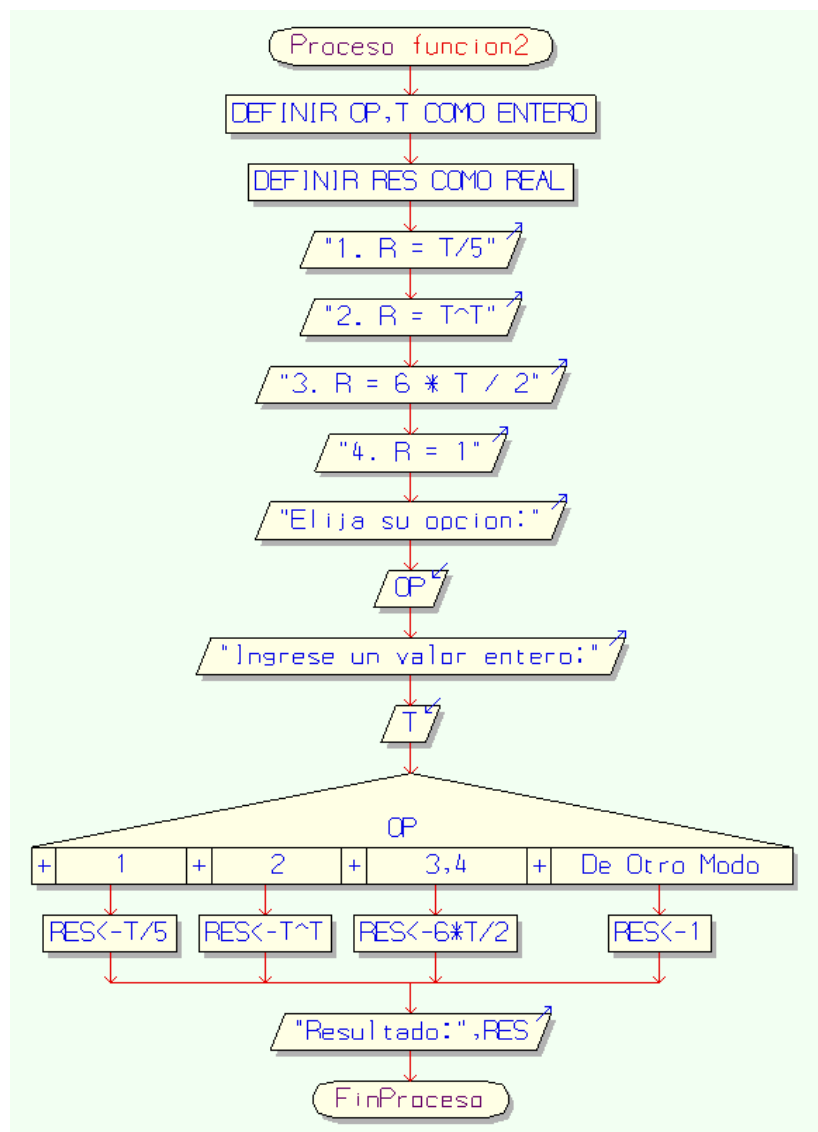 Proceso funcion2
DEFINIR OP,T COMO ENTERO
DEFINIR RES COMO REAL
"1. R = T/5"
"2. R = T^T"
"3. R = 6 * T / 2"
"4. R = 1"
"Elija su opcion:"
OP
"Ingrese un valor entero:"
T
OP
+ 1 + 2 + 3,4 + De Otro Modo
RES<-T/5 RES<-T^T RES<-6*T/2 RES<-1
"Resultado:",RES
FinProceso